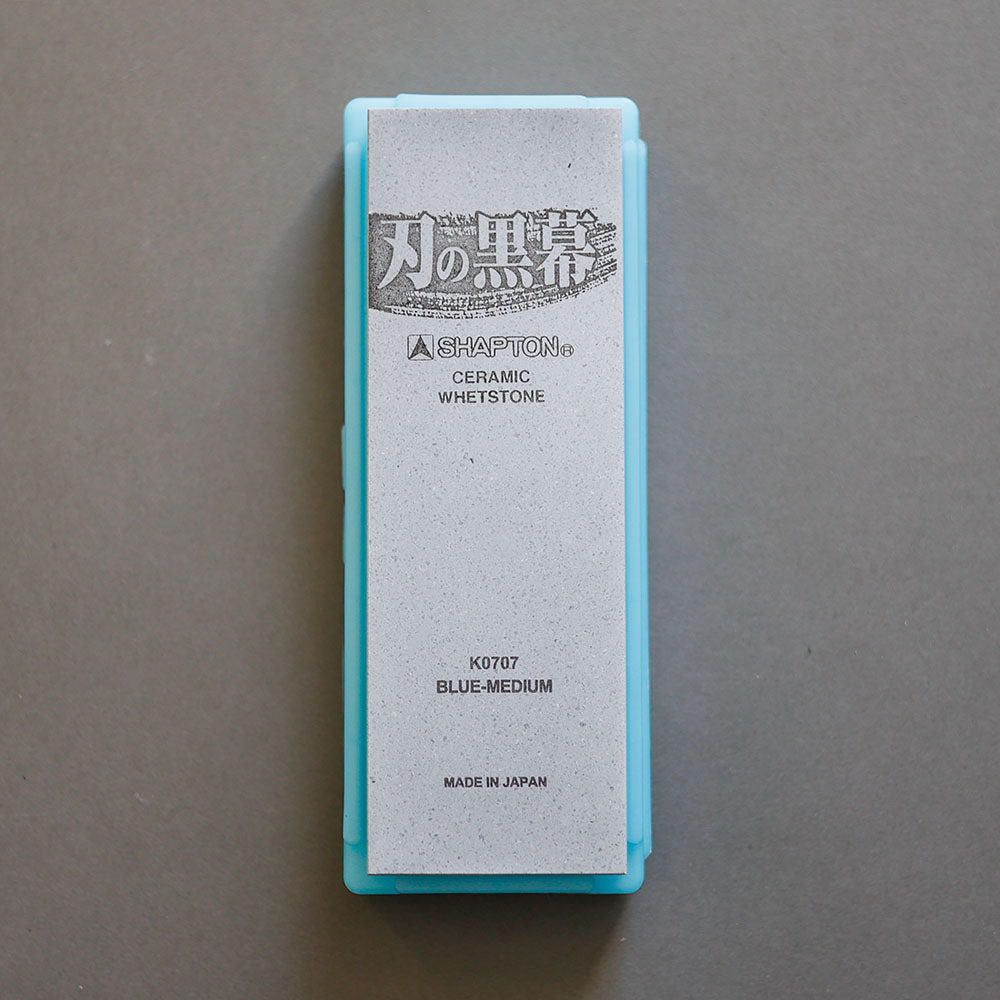 刃の黒幕
SHAPTON®
CERAMIC
WHETSTONE
K0707
BLUE-MEDIUM
MADE IN JAPAN